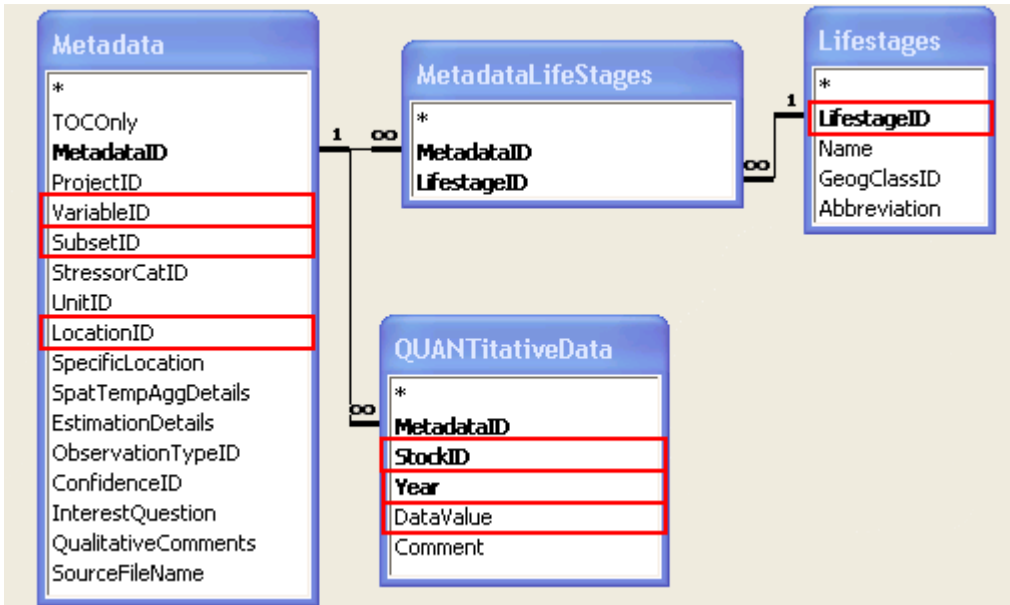 Metadata
*
TOCOnly
MetadataID
ProjectID
VariableID
SubsetID
StressorCatID
UnitID
LocationID
SpecificLocation
SpatTempAggDetails
EstimationDetails
ObservationTypeID
ConfidenceID
InterestQuestion
QualitativeComments
SourceFileName
1 ∞
MetadataLifeStages
*
MetadataID
LifestageID
∞ 1
Lifestages
*
LifestageID
Name
GeogClassID
Abbreviation
∞
QUANTitativeData
*
MetadataID
StockID
Year
DataValue
Comment